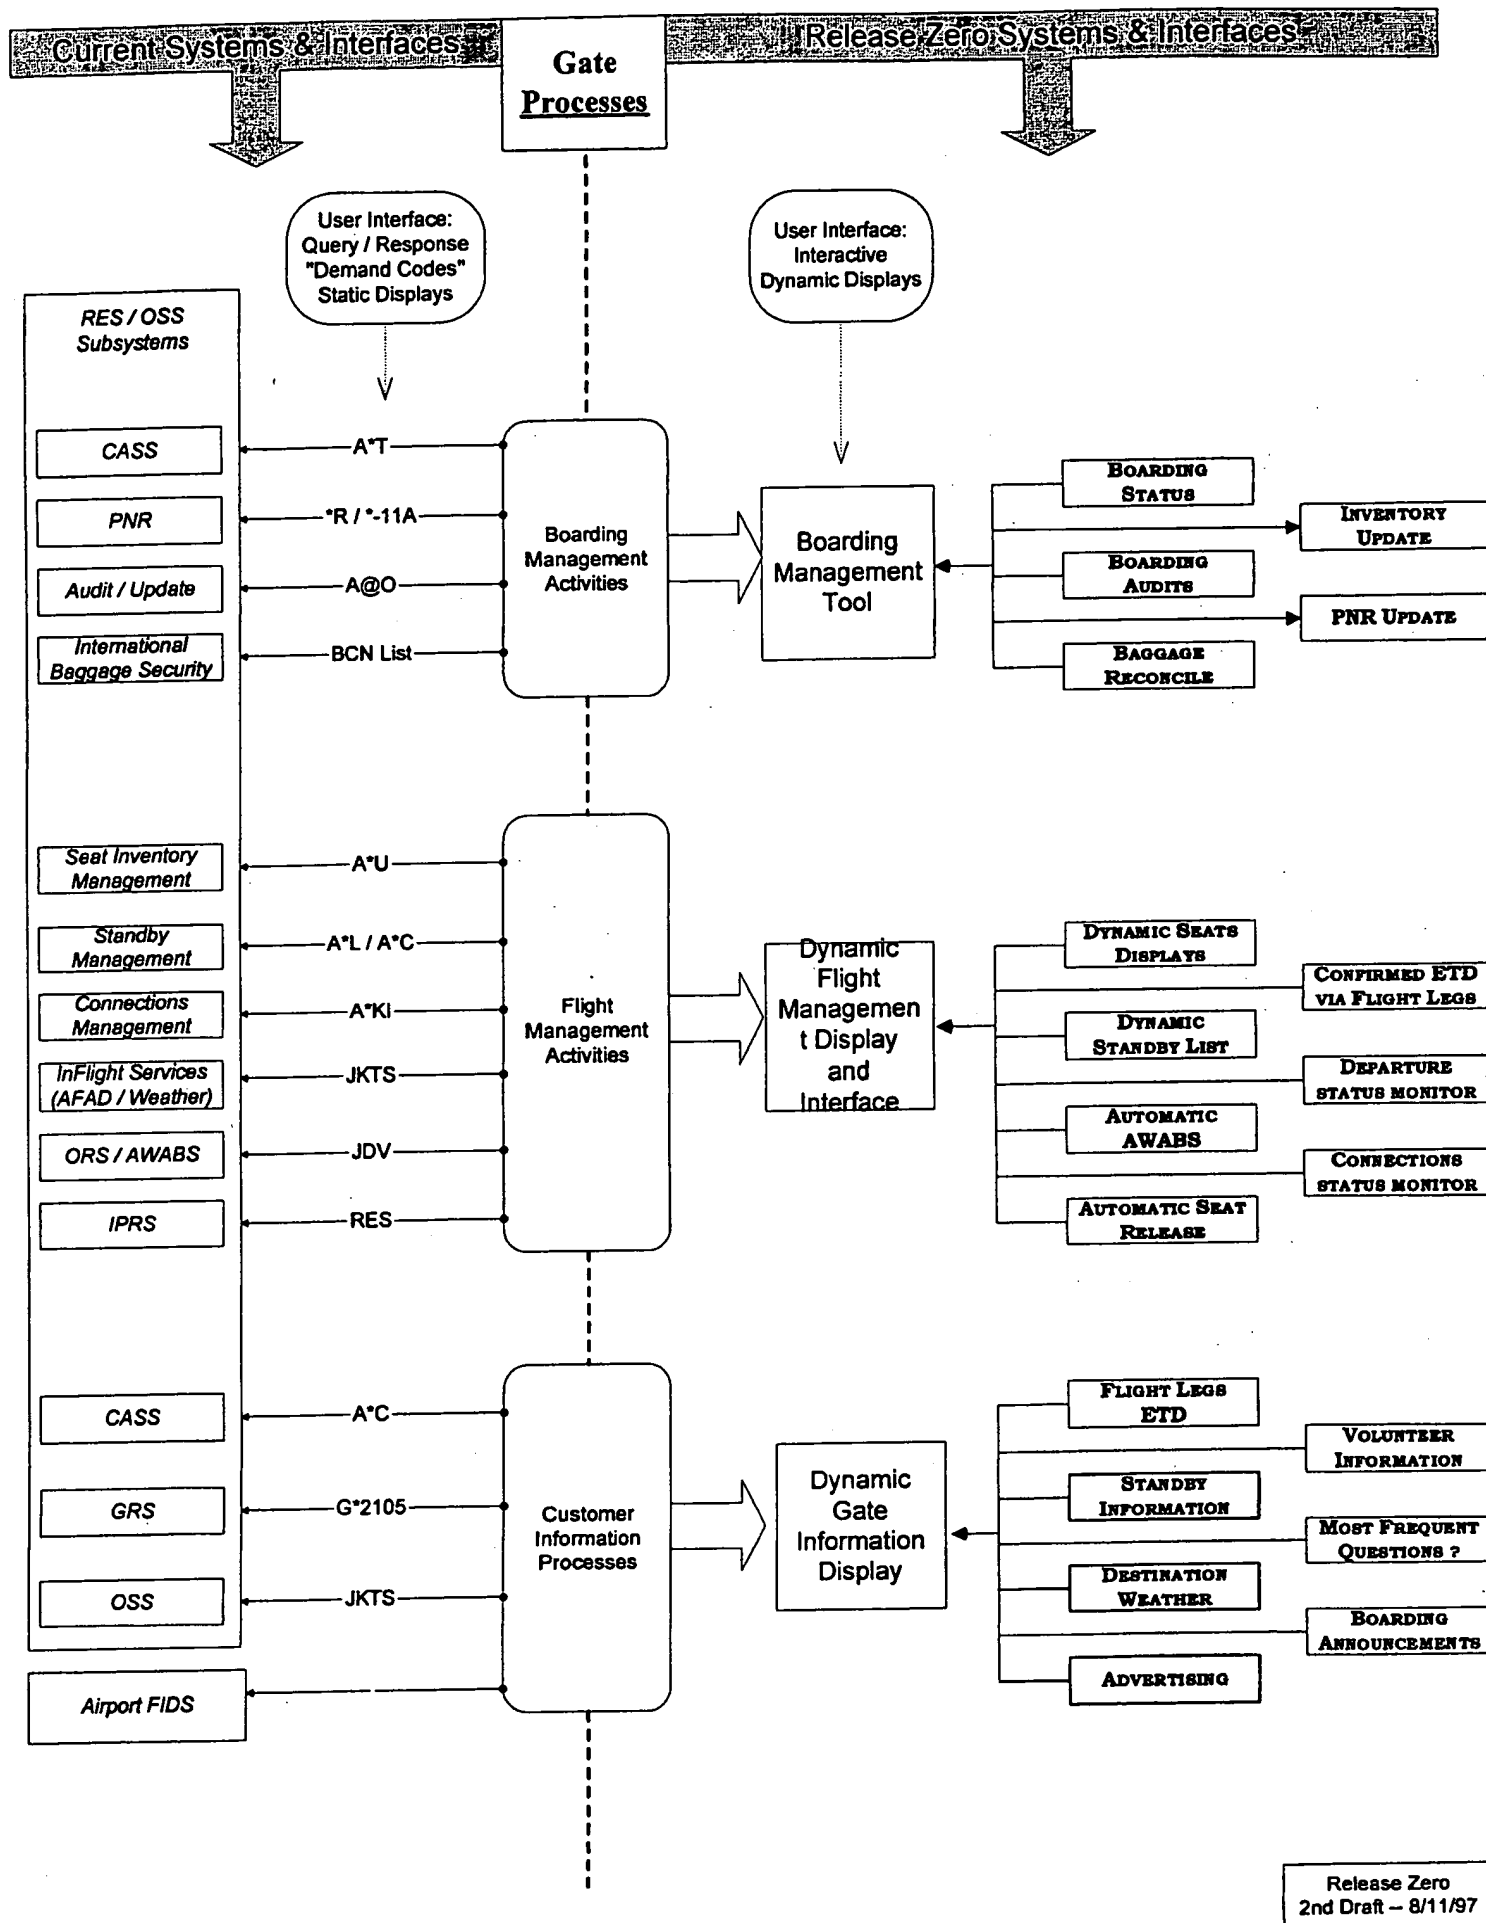 Current Systems & Interfaces
Gate
Processes
Release Zero Systems & Interfaces
User Interface:
Query / Response
"Demand Codes"
Static Displays
User Interface:
Interactive
Dynamic Displays
RES / OSS
Subsystems
CASS
A*T
PNR
*R / *-11A
Audit / Update
A@O
International
Baggage Security
BCN List
Boarding
Management
Activities
Boarding
Management
Tool
BOARDING
STATUS
INVENTORY
UPDATE
BOARDING
AUDITS
PNR UPDATE
BAGGAGE
RECONCILE
Seat Inventory
Management
A*U
Standby
Management
A*L / A*C
Connections
Management
A*KI
InFlight Services
(AFAD / Weather)
JKTS
ORS / AWABS
JDV
IPRS
RES
Flight
Management
Activities
Dynamic
Flight
Managemen
t Display
and
Interface
DYNAMIC SEATS
DISPLAYS
CONFIRMED ETD
VIA FLIGHT LEGS
DYNAMIC
STANDBY LIST
DEPARTURE
STATUS MONITOR
AUTOMATIC
AWABS
CONNECTIONS
STATUS MONITOR
AUTOMATIC SEAT
RELEASE
CASS
A*C
GRS
G*2105
OSS
JKTS
Airport FIDS
Customer
Information
Processes
Dynamic
Gate
Information
Display
FLIGHT LEGS
ETD
VOLUNTEER
INFORMATION
STANDBY
INFORMATION
MOST FREQUENT
QUESTIONS ?
DESTINATION
WEATHER
BOARDING
ANNOUNCEMENTS
ADVERTISING
Release Zero
2nd Draft – 8/11/97